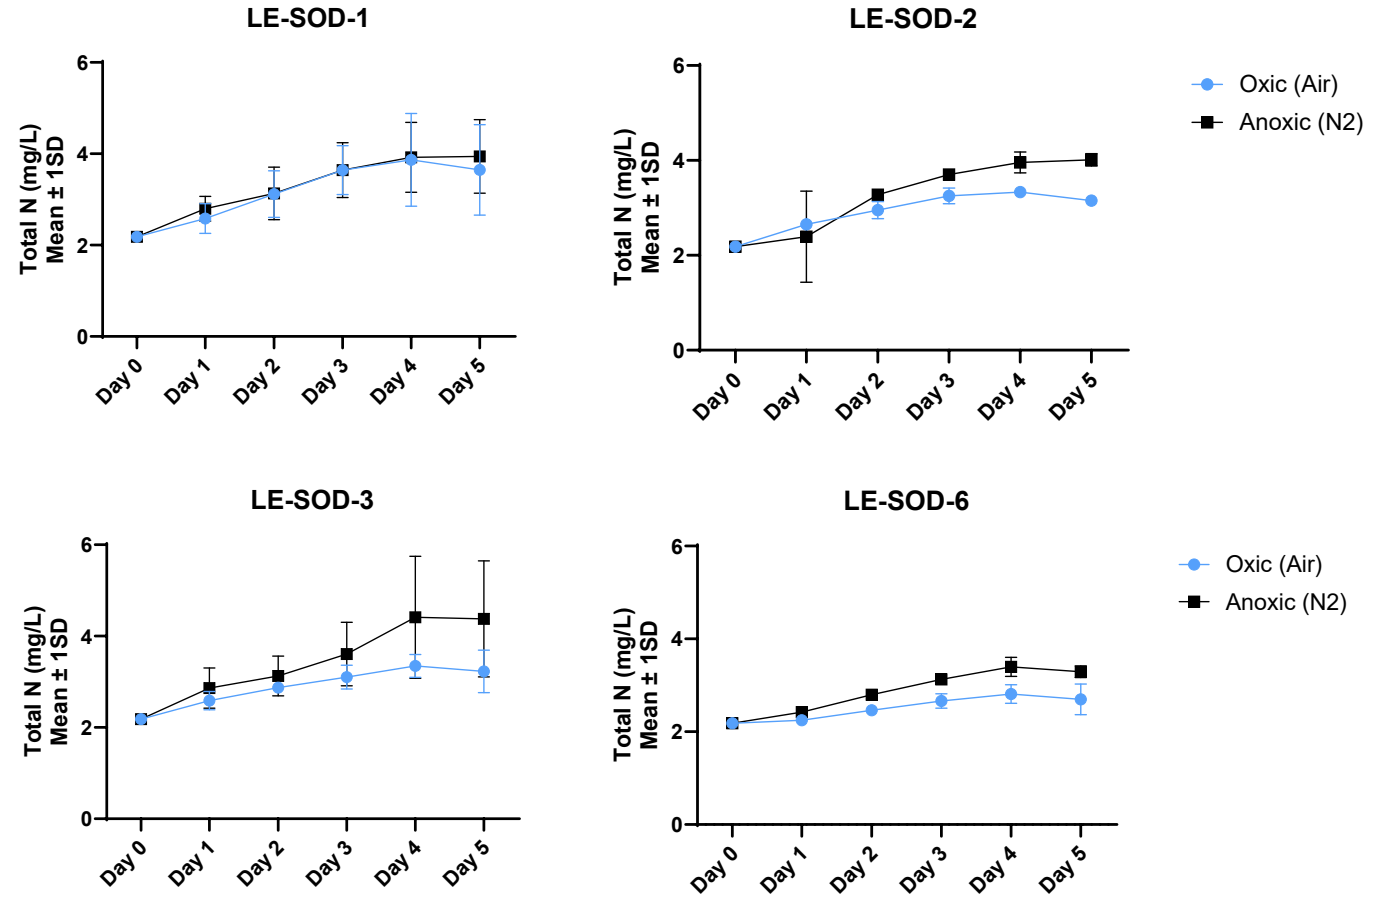 LE-SOD-1
6
4
2
0
Total N (mg/L)
Mean ± 1SD
Day 0
Day 1
Day 2
Day 3
Day 4
Day 5
LE-SOD-2
6
4
2
0
Total N (mg/L)
Mean ± 1SD
Day 0
Day 1
Day 2
Day 3
Day 4
Day 5
Oxic (Air)
Anoxic (N2)
LE-SOD-3
6
4
2
0
Total N (mg/L)
Mean ± 1SD
Day 0
Day 1
Day 2
Day 3
Day 4
Day 5
LE-SOD-6
6
4
2
0
Total N (mg/L)
Mean ± 1SD
Day 0
Day 1
Day 2
Day 3
Day 4
Day 5
Oxic (Air)
Anoxic (N2)